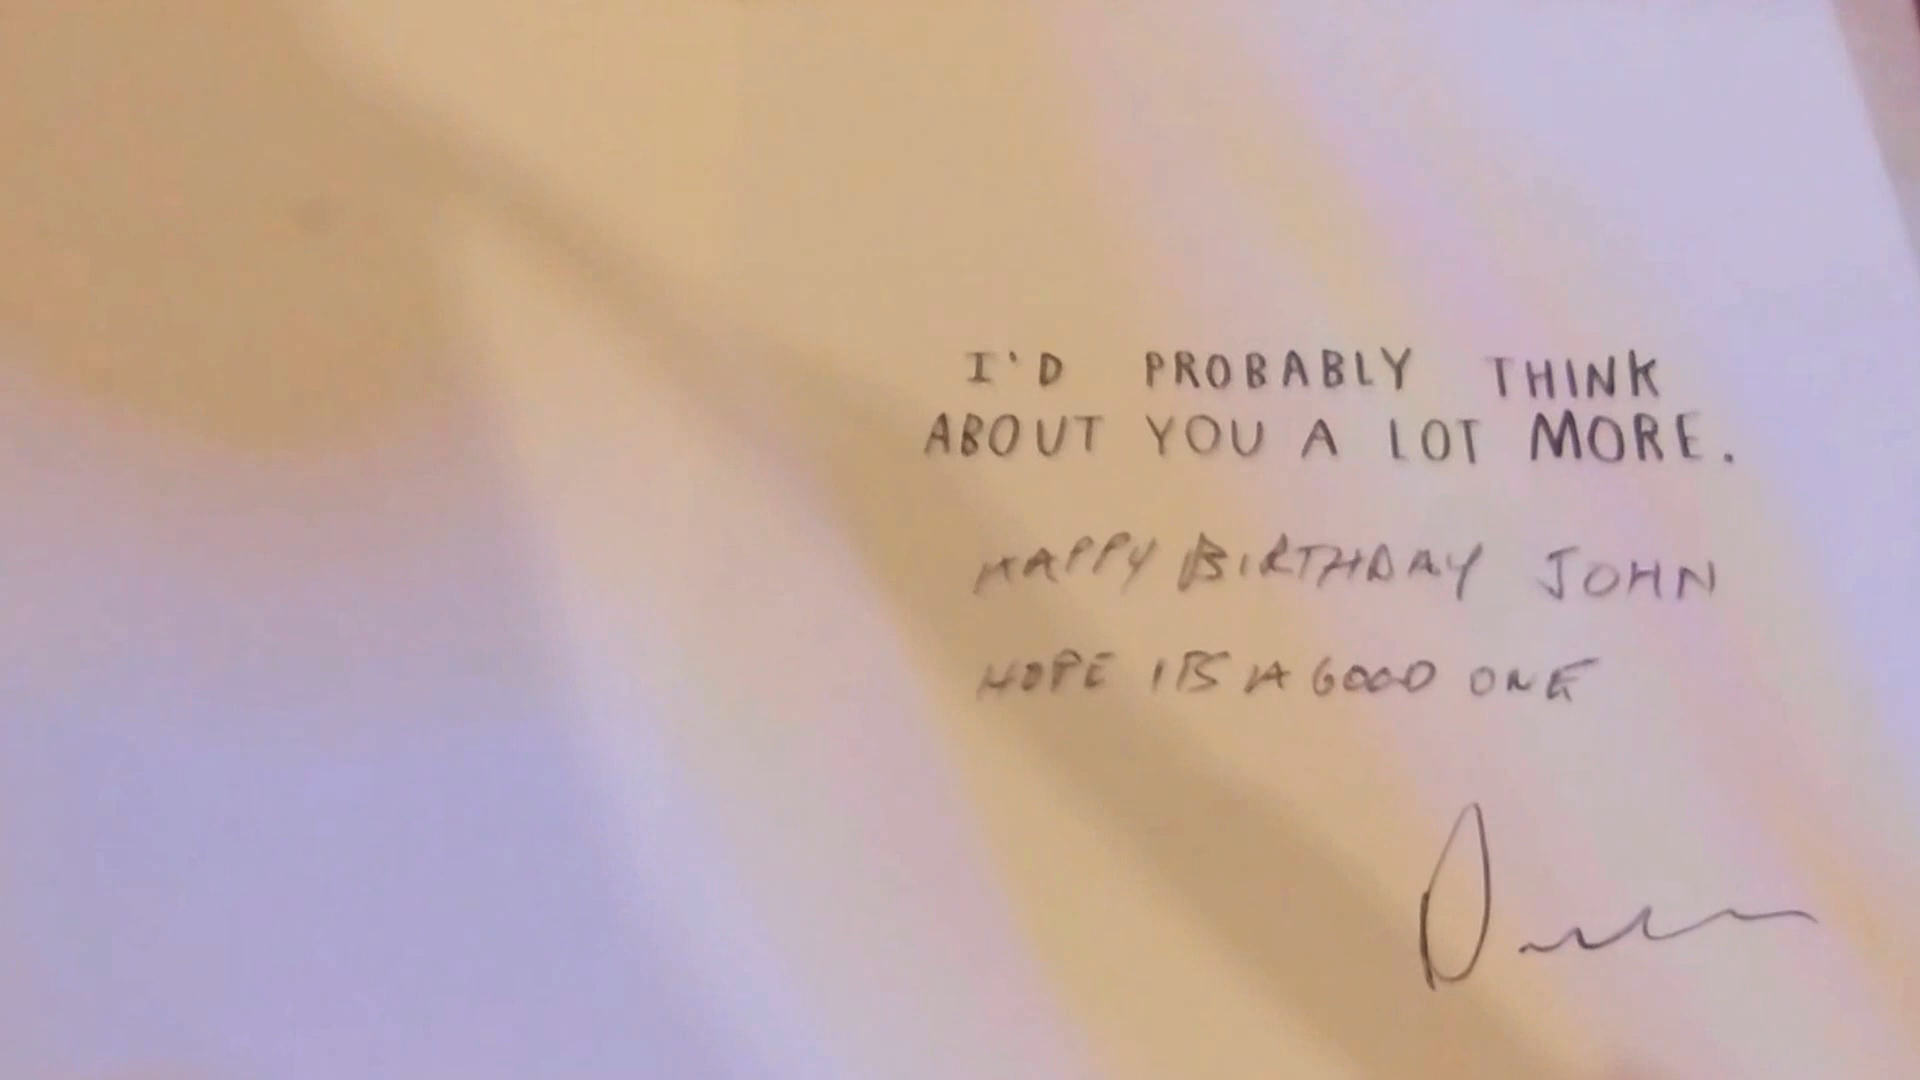 I'D PROBABLY THINK
ABOUT YOU A LOT MORE.
HAPPY BIRTHDAY JOHN
HOPE ITS A GOOD ONE